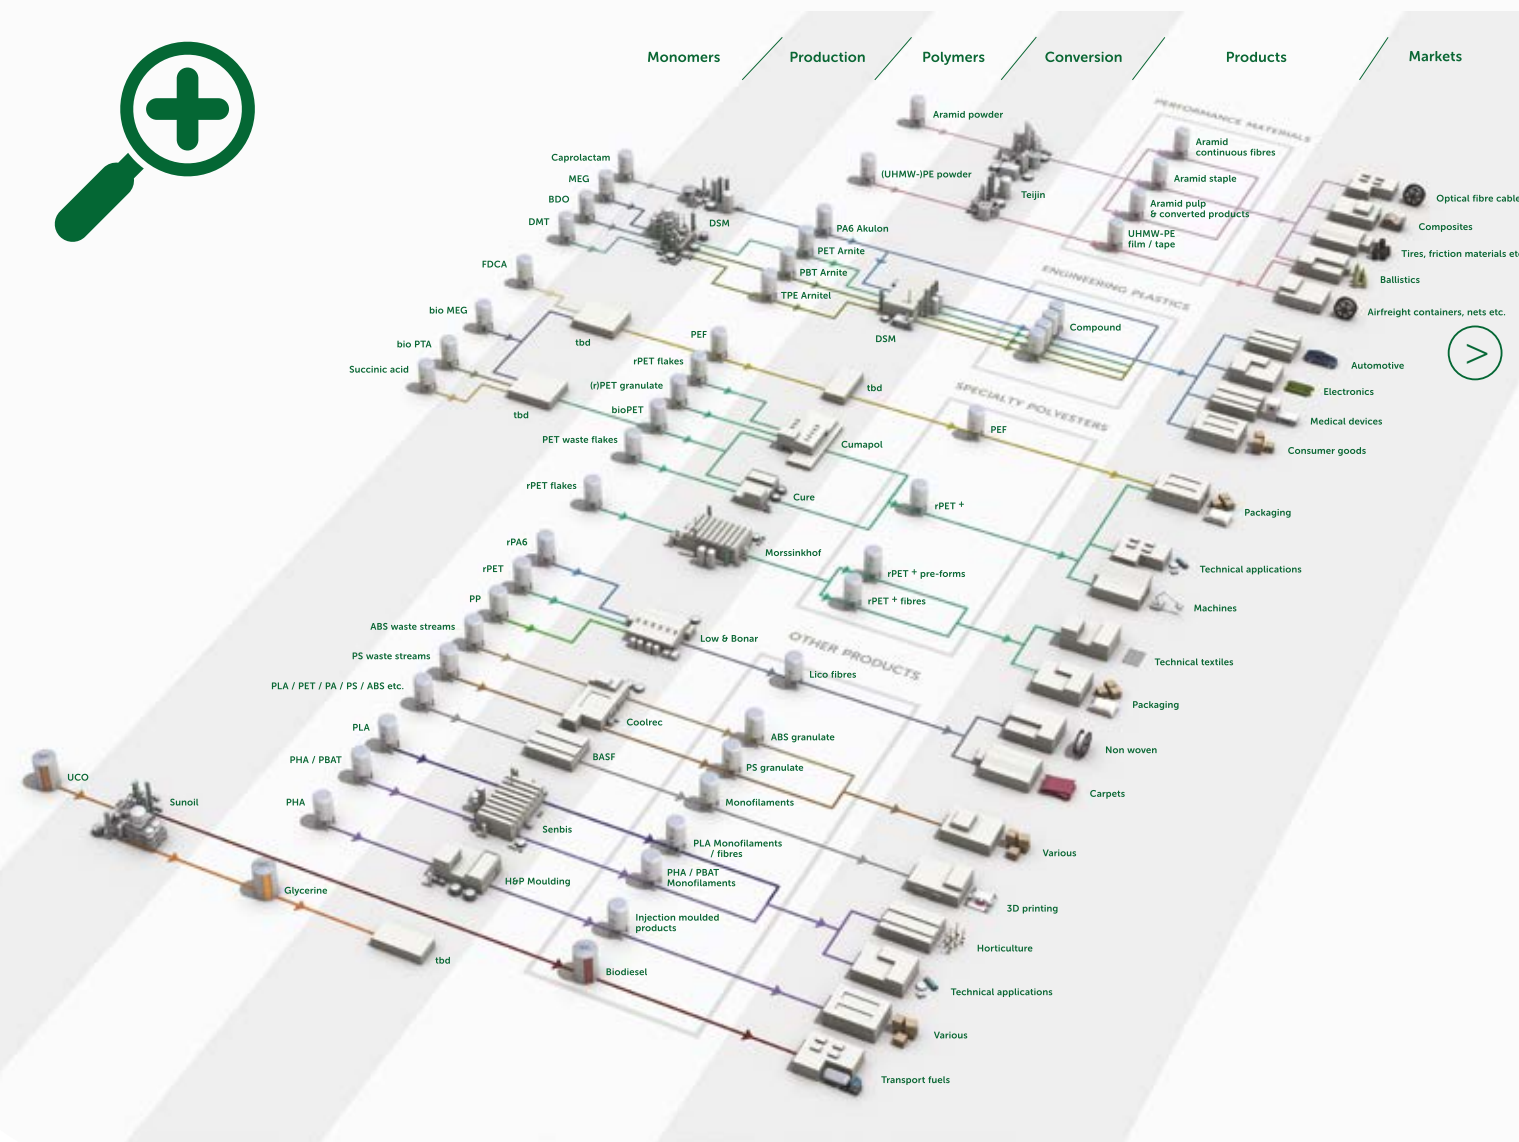 Monomers
Production
Polymers
Conversion
Products
Markets
PERFORMANCE MATERIALS
Aramid powder
Aramid
continuous fibres
Caprolactam
(UHMW-)PE powder
Aramid staple
MEG
Teijin
Optical fibre cable
BDO
Aramid pulp
& converted products
DMT
DSM
PA6 Akulon
Composites
UHMW-PE
film / tape
PET Arnite
Tires, friction materials etc
FDCA
PBT Arnite
ENGINEERING PLASTICS
Ballistics
TPE Arnitel
bio MEG
Airfreight containers, nets etc.
Compound
PEF
DSM
tbd
bio PTA
>
rPET flakes
Automotive
Succinic acid
(r)PET granulate
tbd
SPECIALTY POLYESTERS
Electronics
bioPET
tbd
Medical devices
PEF
PET waste flakes
Cumapol
Consumer goods
rPET flakes
Cure
rPET +
Packaging
rPA6
Morssinkhof
rPET
rPET + pre-forms
Technical applications
PP
rPET + fibres
Machines
ABS waste streams
Low & Bonar
OTHER PRODUCTS
PS waste streams
Technical textiles
Lico fibres
PLA / PET / PA / PS / ABS etc.
Packaging
Coolrec
PLA
ABS granulate
Non woven
PHA / PBAT
BASF
PS granulate
UCO
Carpets
PHA
Sunoil
Monofilaments
Senbis
PLA Monofilaments
/ fibres
Various
PHA / PBAT
Monofilaments
H&P Moulding
Glycerine
3D printing
Injection moulded
products
Horticulture
tbd
Biodiesel
Technical applications
Various
Transport fuels